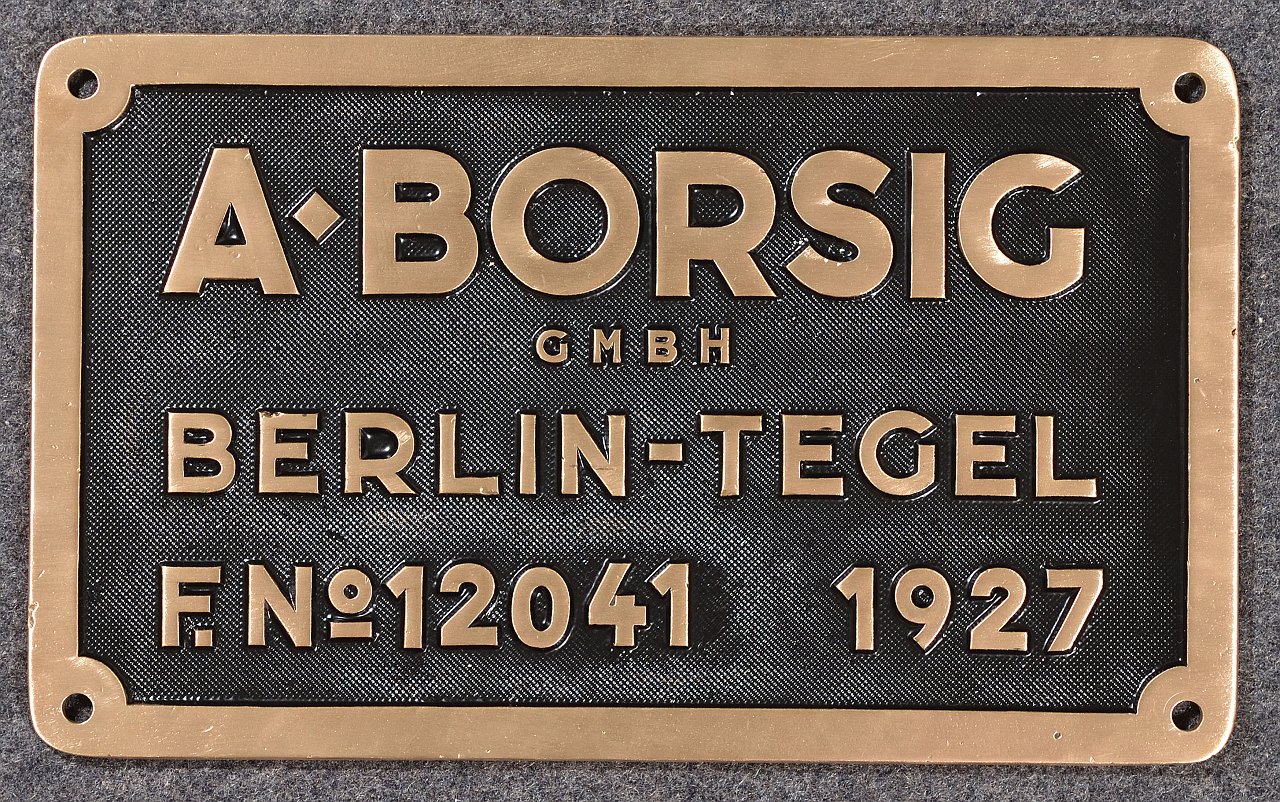 A·BORSIG
GMBH
BERLIN-TEGEL
F.Nº12041 1927